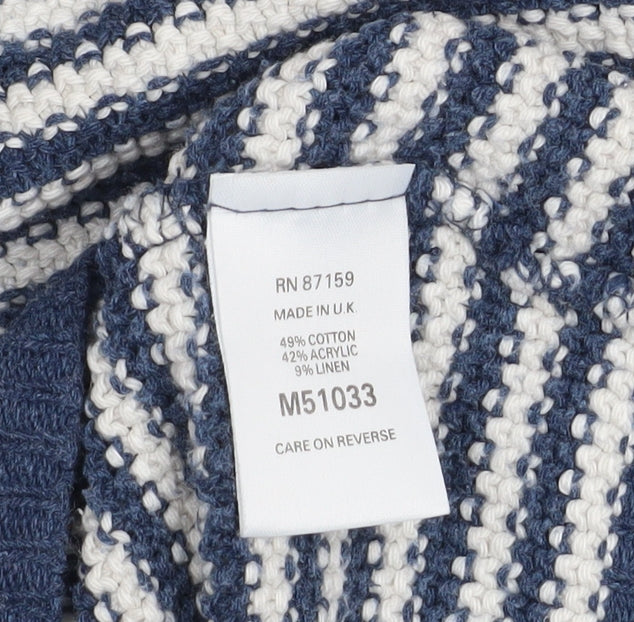 RN 87159
MADE IN U.K
49% COTTON
42% ACRYLIC
9% LINEN
M51033
CARE ON REVERSE